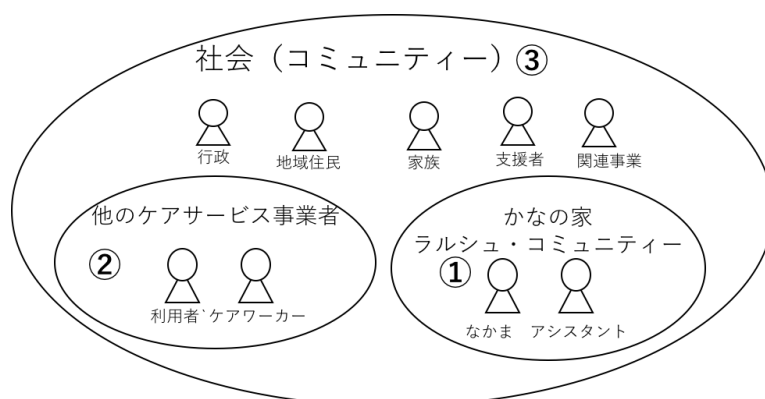 社会（コミュニティー）③
行政
地域住民
家族
支援者
関連事業
他のケアサービス事業者
②
利用者`ケアワーカー
かなの家
ラルシュ・コミュニティー
①
なかま
アシスタント